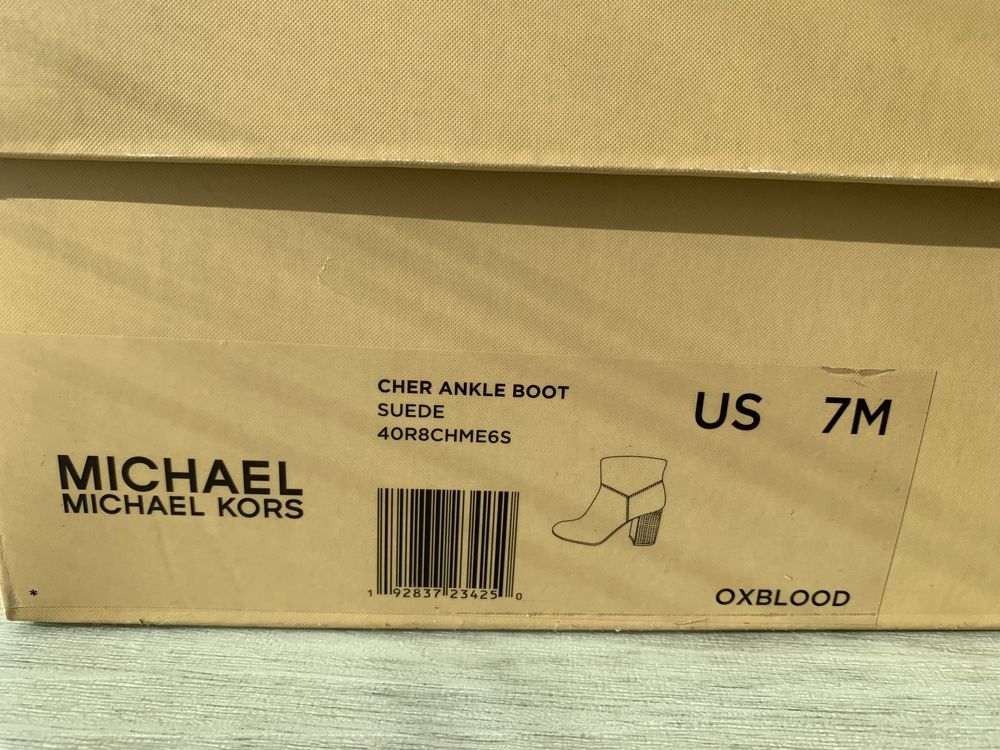 CHER ANKLE BOOT
SUEDE
40R8CHME6S
US 7M
MICHAEL
MICHAEL KORS
1 92837 23425 0
*
OXBLOOD